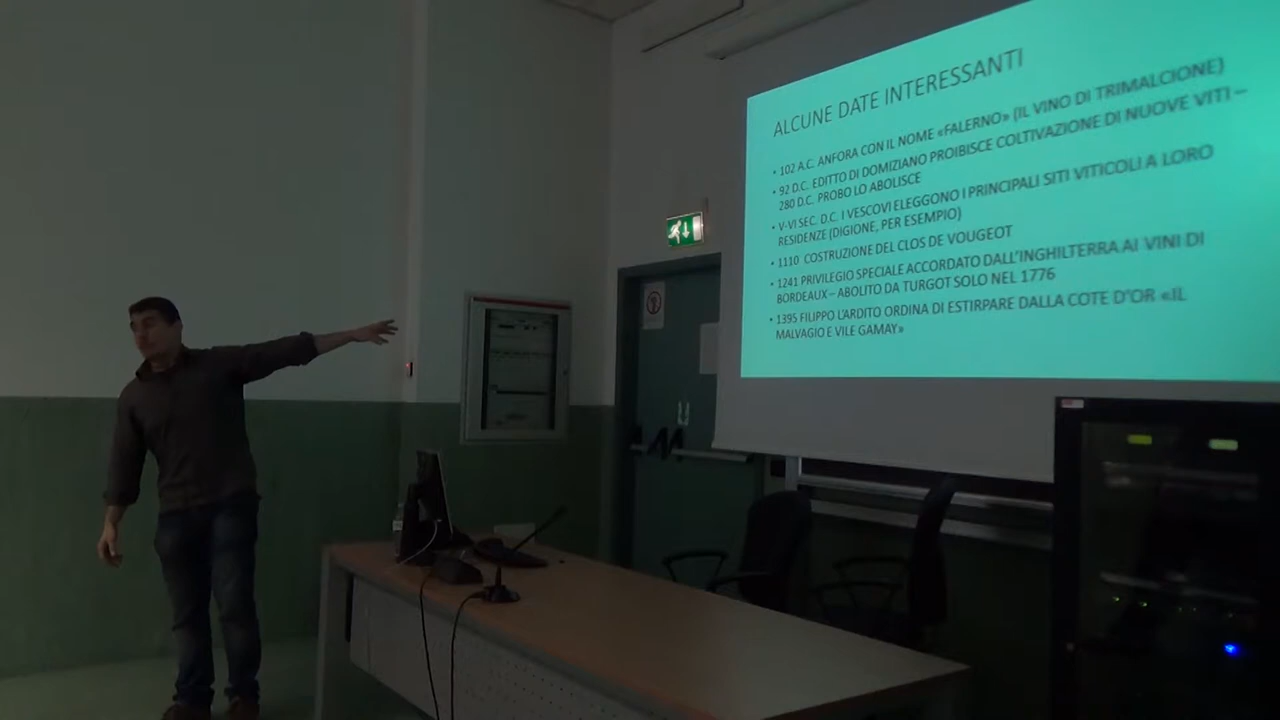 ALCUNE DATE INTERESSANTI
• 102 A.C. ANFORA CON IL NOME «FALERNO» (IL VINO DI TRIMALCIONE)
• 92 D.C. EDITTO DI DOMIZIANO PROIBISCE COLTIVAZIONE DI NUOVE VITI –
280 D.C. PROBO LO ABOLISCE
• V-VI SEC. D.C. I VESCOVI ELEGGONO I PRINCIPALI SITI VITICOLI A LORO
RESIDENZE (DIGIONE, PER ESEMPIO)
• 1110 COSTRUZIONE DEL CLOS DE VOUGEOT
• 1241 PRIVILEGIO SPECIALE ACCORDATO DALL'INGHILTERRA AI VINI DI
BORDEAUX – ABOLITO DA TURGOT SOLO NEL 1776
• 1395 FILIPPO L'ARDITO ORDINA DI ESTIRPARE DALLA COTE D'OR «IL
MALVAGIO E VILE GAMAY»